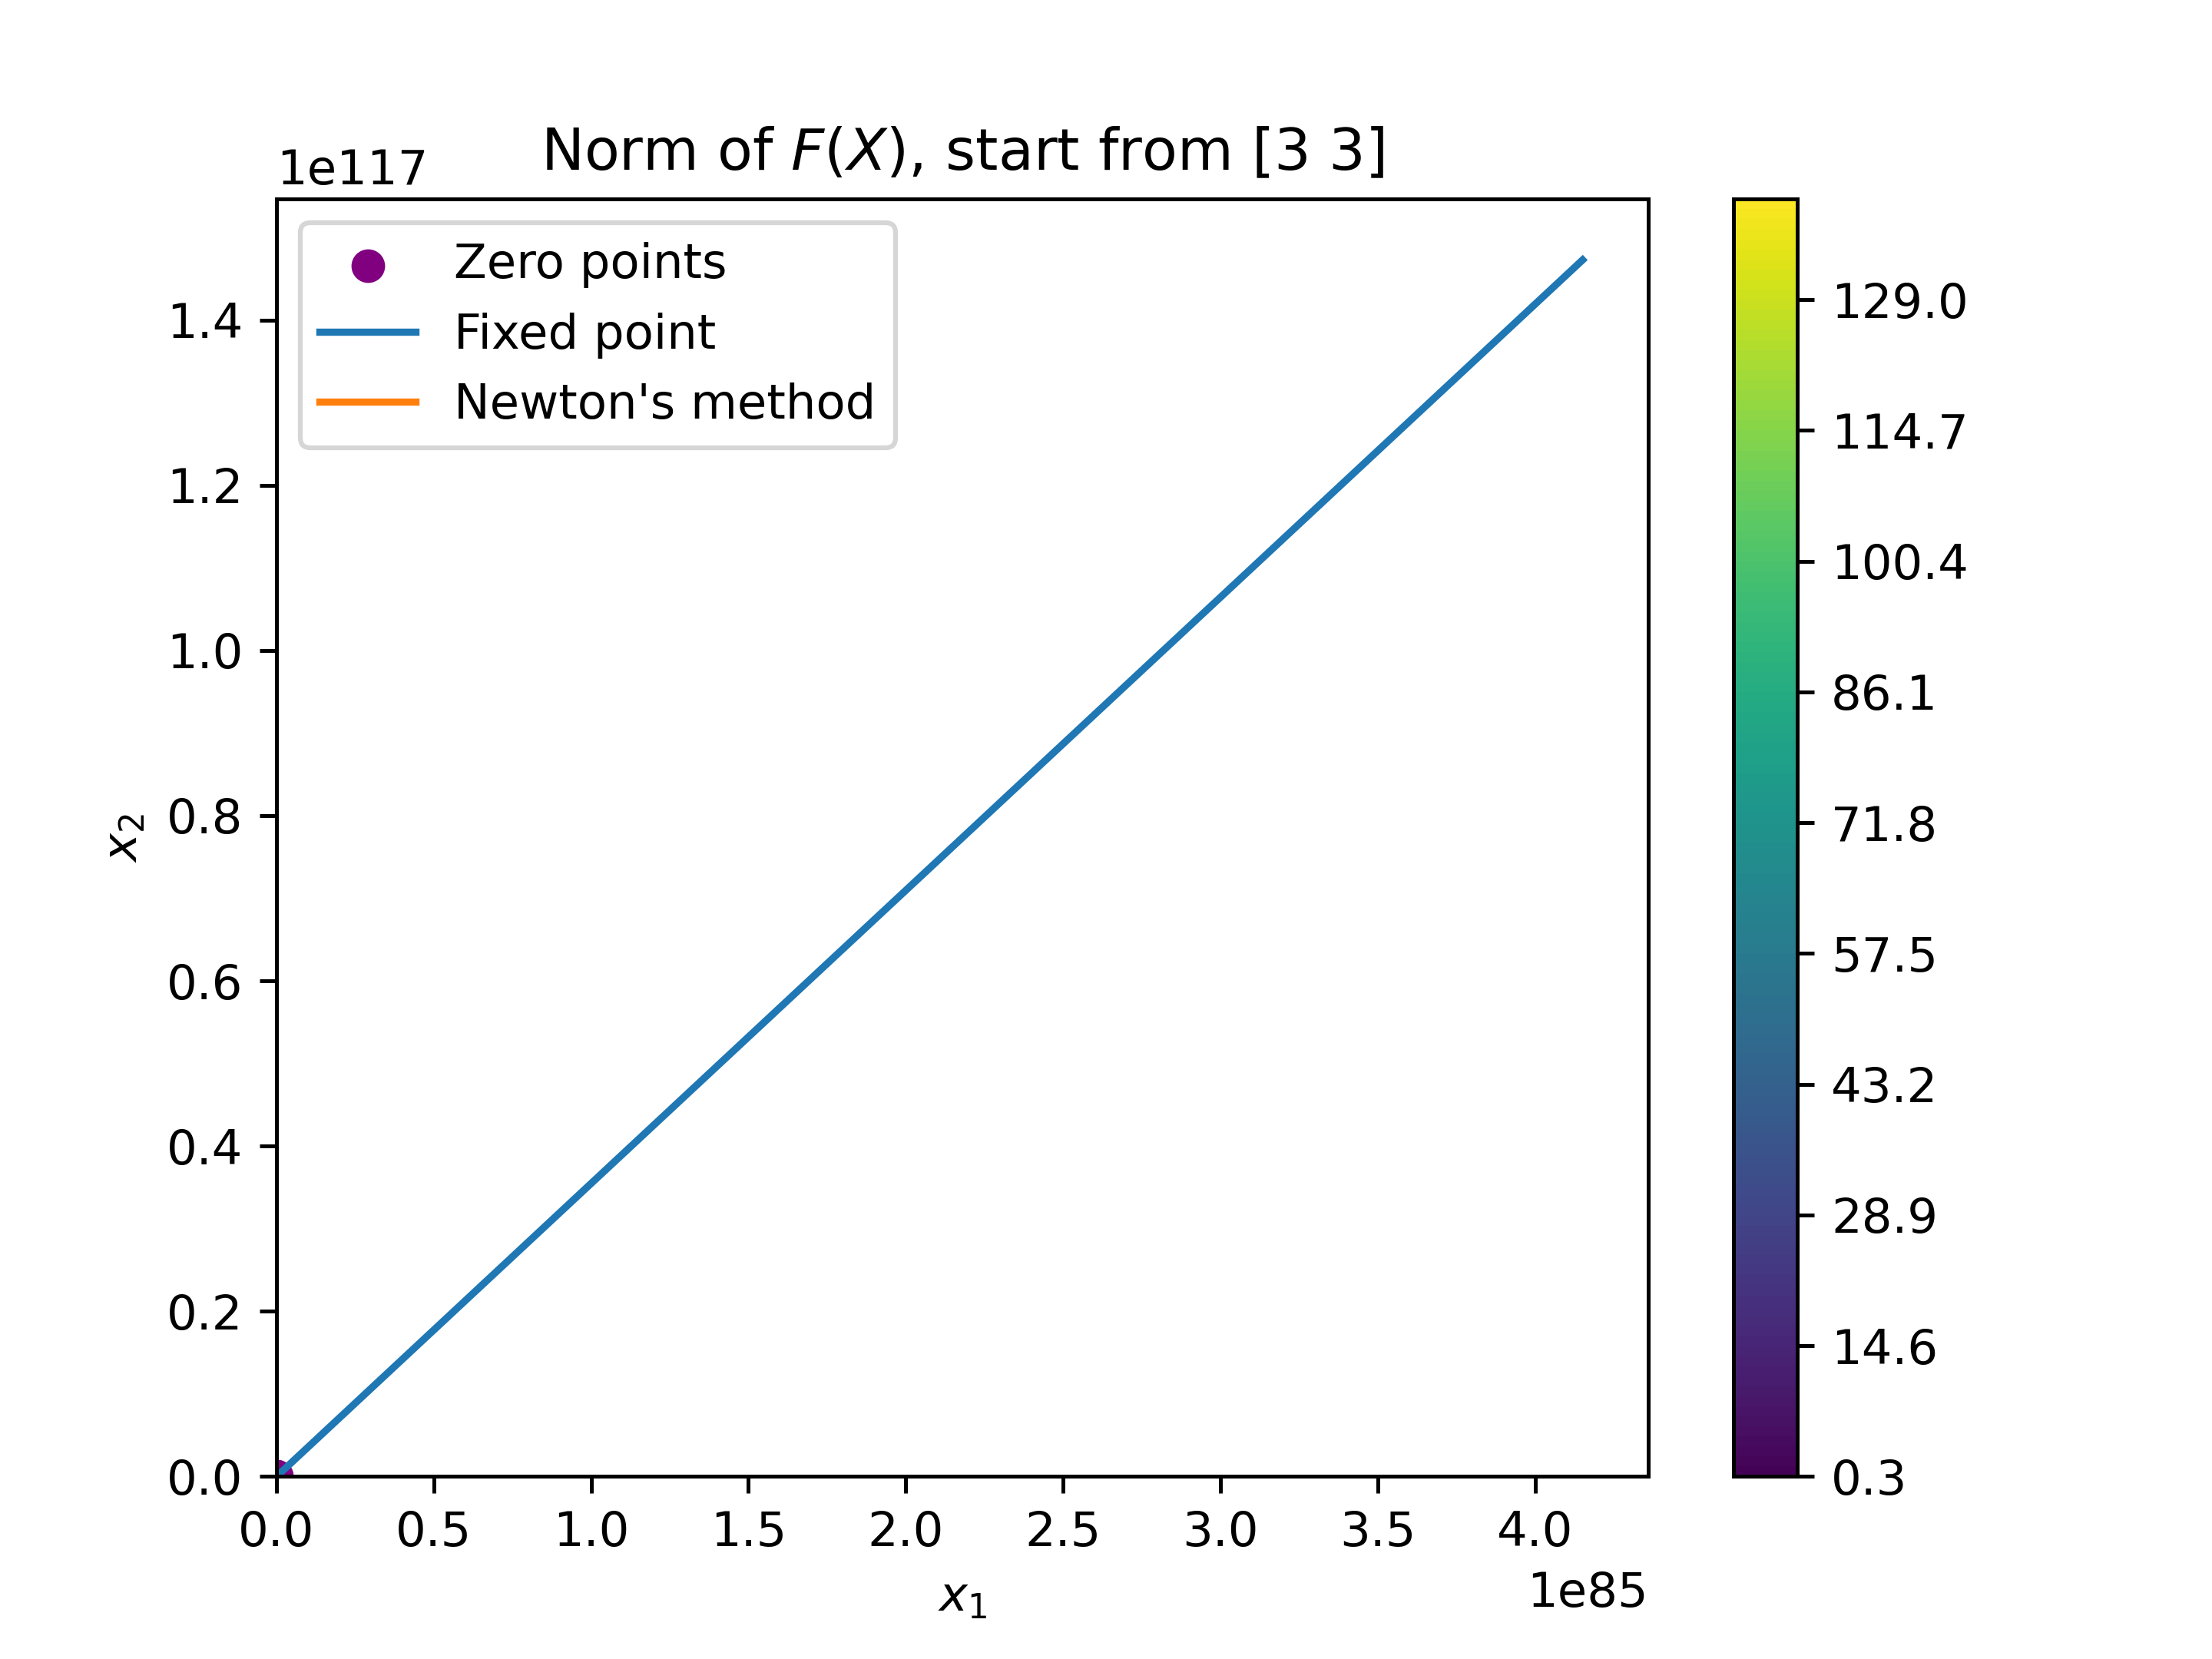 Norm of F(X), start from [3 3]
1e117
Zero points
Fixed point
Newton's method
1.4
1.2
1.0
0.8
0.6
0.4
0.2
0.0
x₂
0.0 0.5 1.0 1.5 2.0 2.5 3.0 3.5 4.0
1e85
x₁
129.0
114.7
100.4
86.1
71.8
57.5
43.2
28.9
14.6
0.3